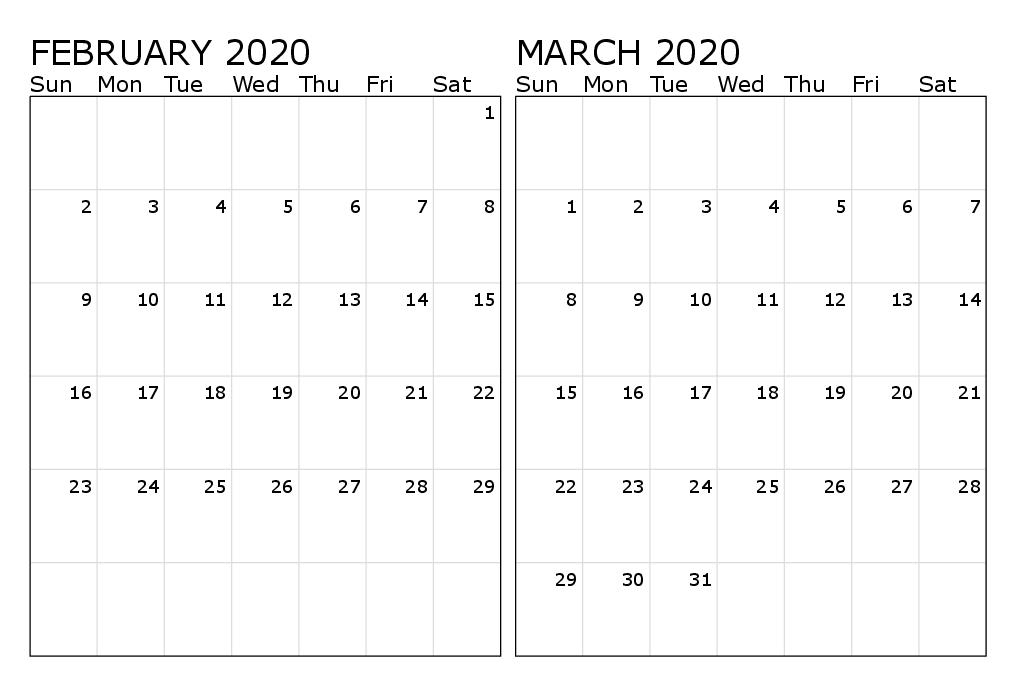 FEBRUARY 2020
Sun Mon Tue Wed Thu Fri Sat
1
2 3 4 5 6 7 8
9 10 11 12 13 14 15
16 17 18 19 20 21 22
23 24 25 26 27 28 29
MARCH 2020
Sun Mon Tue Wed Thu Fri Sat
1 2 3 4 5 6 7
8 9 10 11 12 13 14
15 16 17 18 19 20 21
22 23 24 25 26 27 28
29 30 31